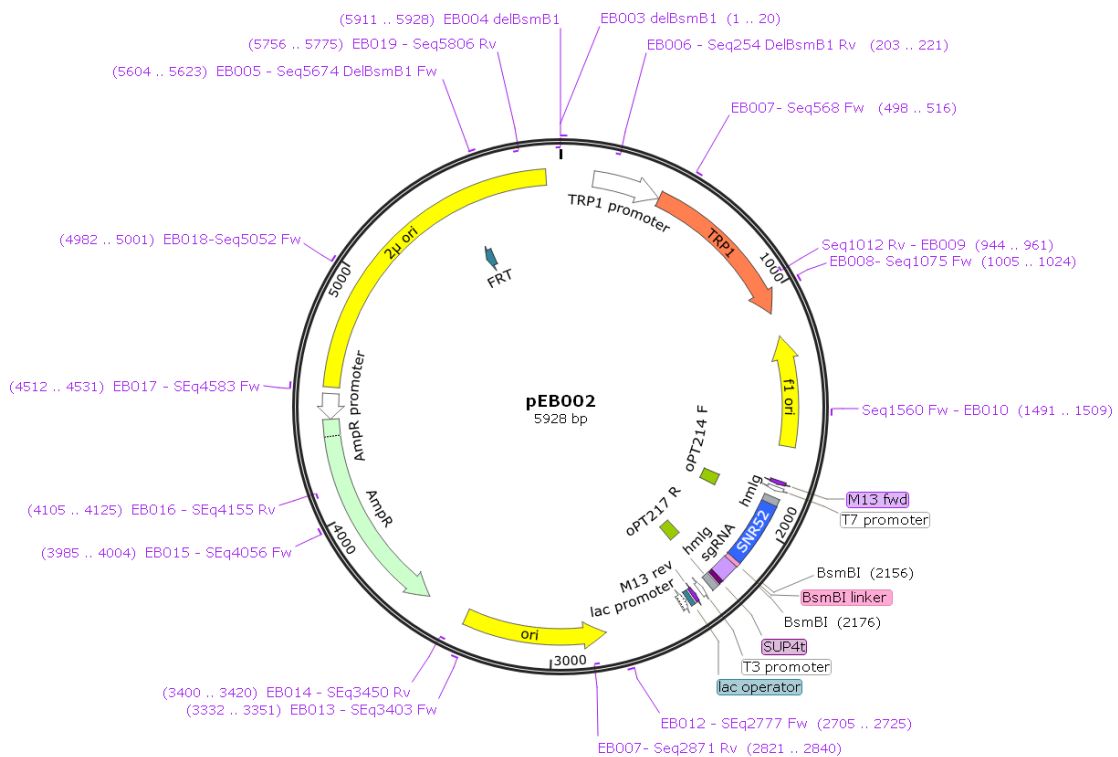 (5911 .. 5928) EB004 delBsmB1
EB003 delBsmB1 (1 .. 20)
(5756 .. 5775) EB019 - Seq5806 Rv
EB006 - Seq254 DelBsmB1 Rv (203 .. 221)
(5604 .. 5623) EB005 - Seq5674 DelBsmB1 Fw
EB007- Seq568 Fw (498 .. 516)
TRP1 promoter
TRP1
2μ ori
FRT
(4982 .. 5001) EB018-Seq5052 Fw
5000
Seq1012 Rv - EB009 (944 .. 961)
EB008- Seq1075 Fw (1005 .. 1024)
1000
(4512 .. 4531) EB017 - SEq4583 Fw
AmpR promoter
pEB002
5928 bp
f1 ori
Seq1560 Fw - EB010 (1491 .. 1509)
oPT214 F
hmlg
M13 fwd
T7 promoter
(4105 .. 4125) EB016 - SEq4155 Rv
AmpR
oPT217 R
hmlg
sgRNA
SNR52
2000
(3985 .. 4004) EB015 - SEq4056 Fw
4000
M13 rev
lac promoter
BsmBI (2156)
BsmBI linker
BsmBI (2176)
SUP4t
T3 promoter
lac operator
ori
3000
(3400 .. 3420) EB014 - SEq3450 Rv
(3332 .. 3351) EB013 - SEq3403 Fw
EB012 - SEq2777 Fw (2705 .. 2725)
EB007- Seq2871 Rv (2821 .. 2840)